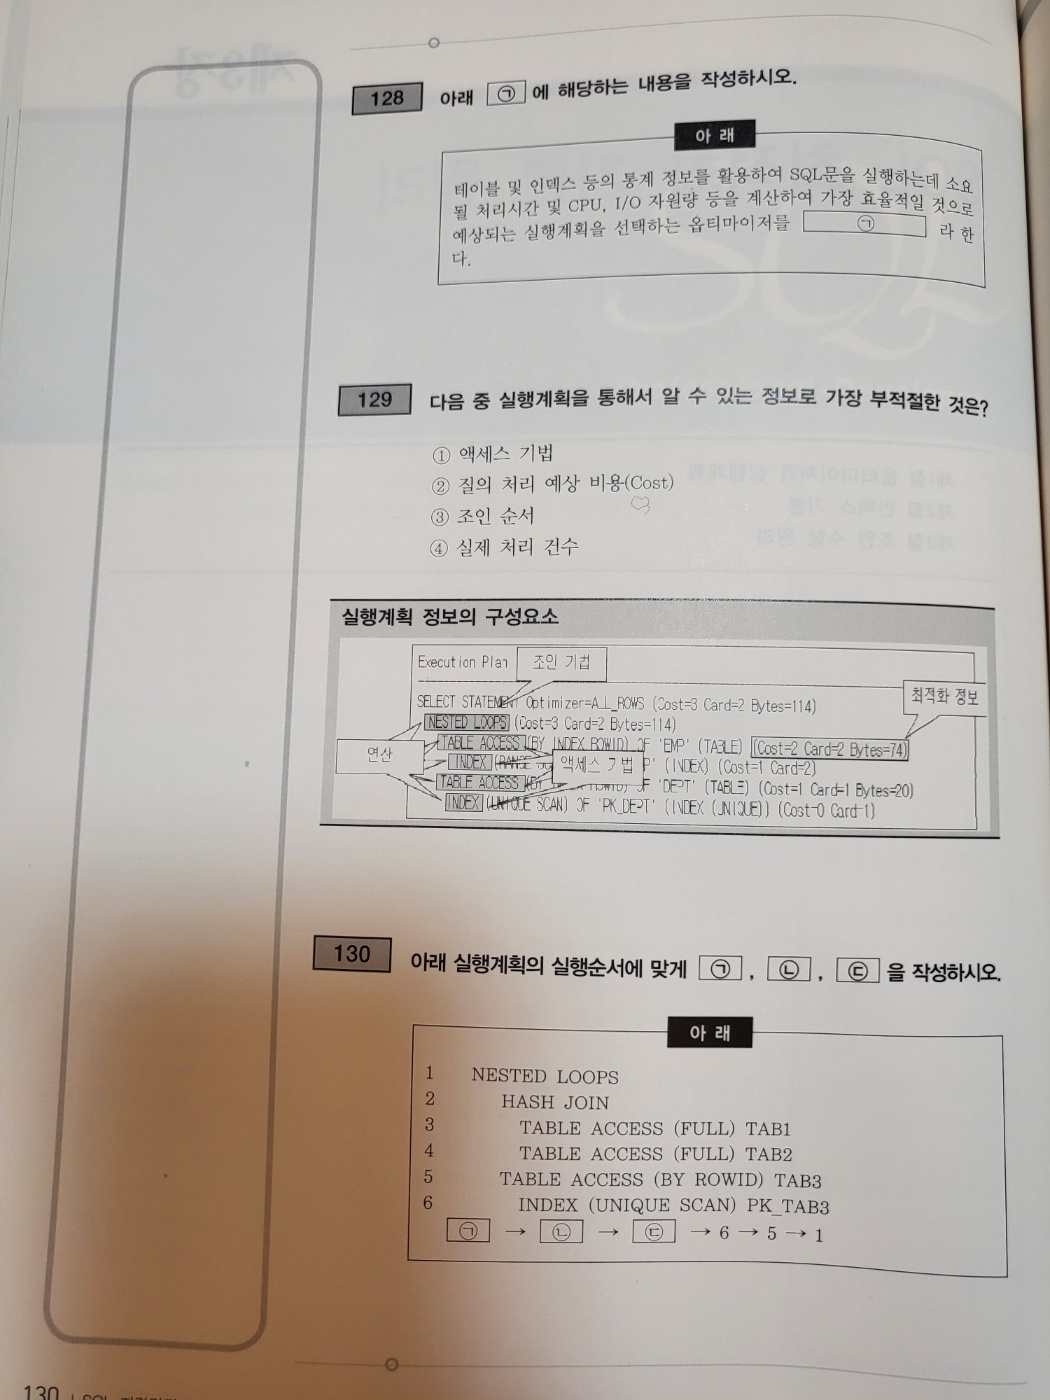 128 아래 ㉠ 에 해당하는 내용을 작성하시오.
아 래
테이블 및 인덱스 등의 통계 정보를 활용하여 SQL문을 실행하는데 소요
될 처리시간 및 CPU, I/O 자원량 등을 계산하여 가장 효율적일 것으로
예상되는 실행계획을 선택하는 옵티마이저를 ㉠ 라 한
다.
129 다음 중 실행계획을 통해서 알 수 있는 정보로 가장 부적절한 것은?
① 액세스 기법
② 질의 처리 예상 비용(Cost)
③ 조인 순서
④ 실제 처리 건수
실행계획 정보의 구성요소
Execution Plan 조인 기법
최적화 정보
SELECT STATEMENT Optimizer=ALL_ROWS (Cost=3 Card=2 Bytes=114)
NESTED LOOPS (Cost=3 Card=2 Bytes=114)
TABLE ACCESS (BY INDEX ROWID) OF 'EMP' (TABLE) (Cost=2 Card=2 Bytes=74)
연산
INDEX (RANGE 액세스 기법 P' (INDEX) (Cost=1 Card=2)
TABLE ACCESS (BY INDEX ROWID) OF 'DEPT' (TABLE) (Cost=1 Card=1 Bytes=20)
INDEX (UNIQUE SCAN) OF 'PK_DEPT' (INDEX (UNIQUE)) (Cost=0 Card=1)
130 아래 실행계획의 실행순서에 맞게 ㉠ , ㉡ , ㉢ 을 작성하시오.
아 래
1 NESTED LOOPS
2 HASH JOIN
3 TABLE ACCESS (FULL) TAB1
4 TABLE ACCESS (FULL) TAB2
5 TABLE ACCESS (BY ROWID) TAB3
6 INDEX (UNIQUE SCAN) PK_TAB3
㉠ → ㉡ → ㉢ → 6 → 5 → 1
130